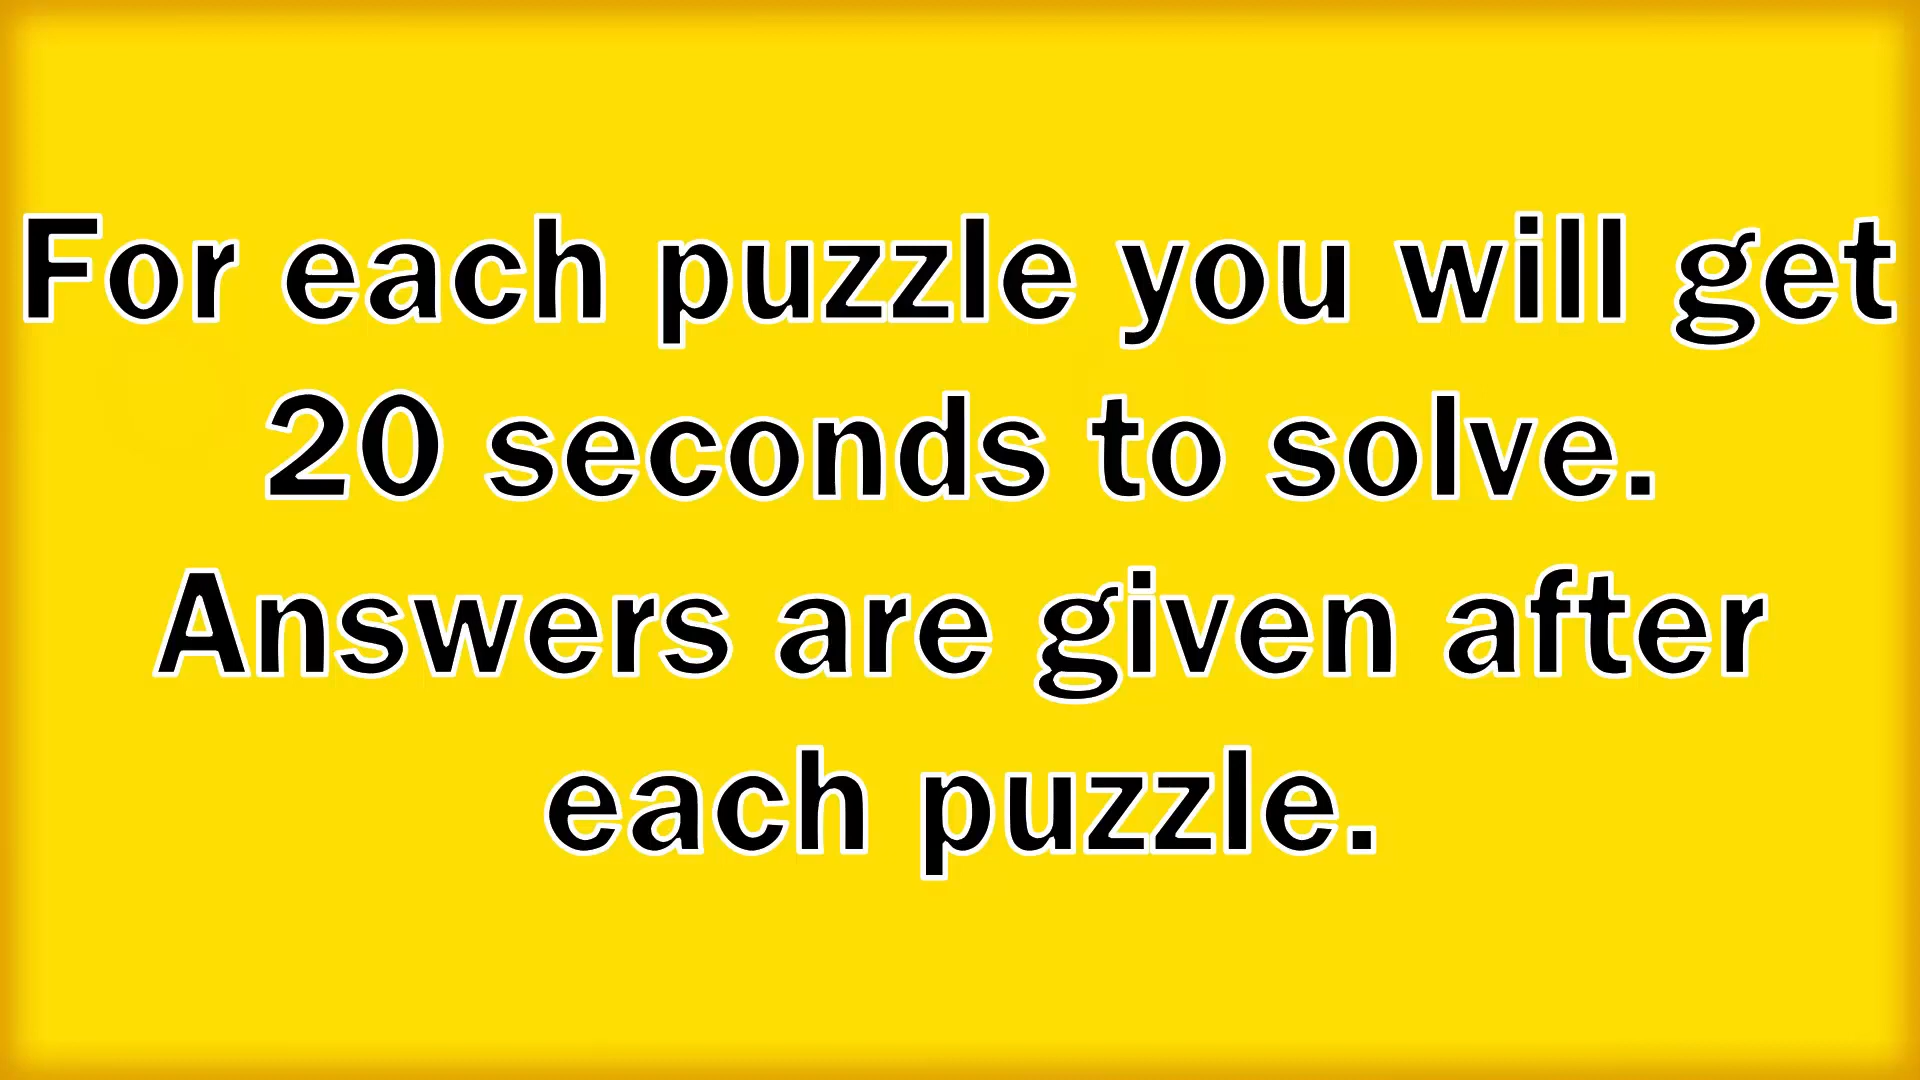 For each puzzle you will get
20 seconds to solve.
Answers are given after
each puzzle.